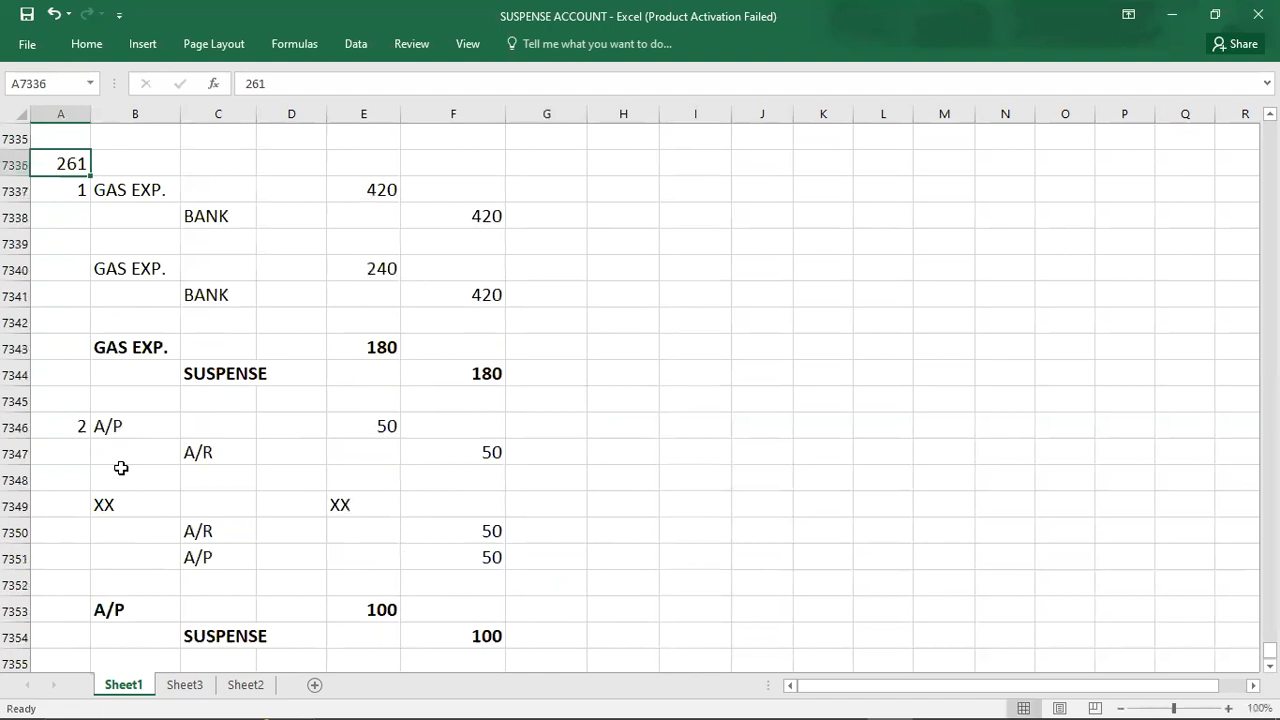 SUSPENSE ACCOUNT - Excel (Product Activation Failed)
File Home Insert Page Layout Formulas Data Review View Tell me what you want to do... Share
A7336 fx 261
A B C D E F G H I J K L M N O P Q R
7335
7336 261
7337 1 GAS EXP. 420
7338 BANK 420
7339
7340 GAS EXP. 240
7341 BANK 420
7342
7343 GAS EXP. 180
7344 SUSPENSE 180
7345
7346 2 A/P 50
7347 A/R 50
7348
7349 XX XX
7350 A/R 50
7351 A/P 50
7352
7353 A/P 100
7354 SUSPENSE 100
7355
Sheet1 Sheet3 Sheet2
Ready 100%